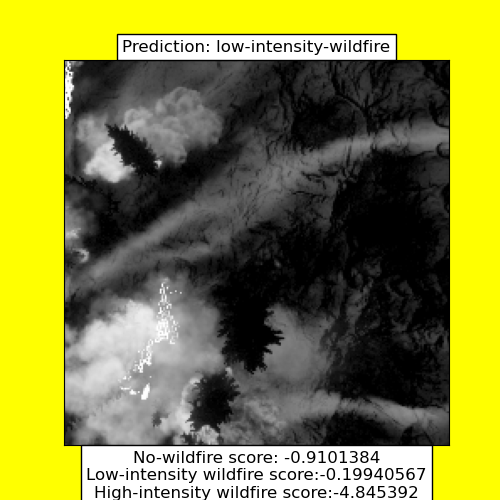 Prediction: low-intensity-wildfire
No-wildfire score: -0.9101384
Low-intensity wildfire score:-0.19940567
High-intensity wildfire score:-4.845392